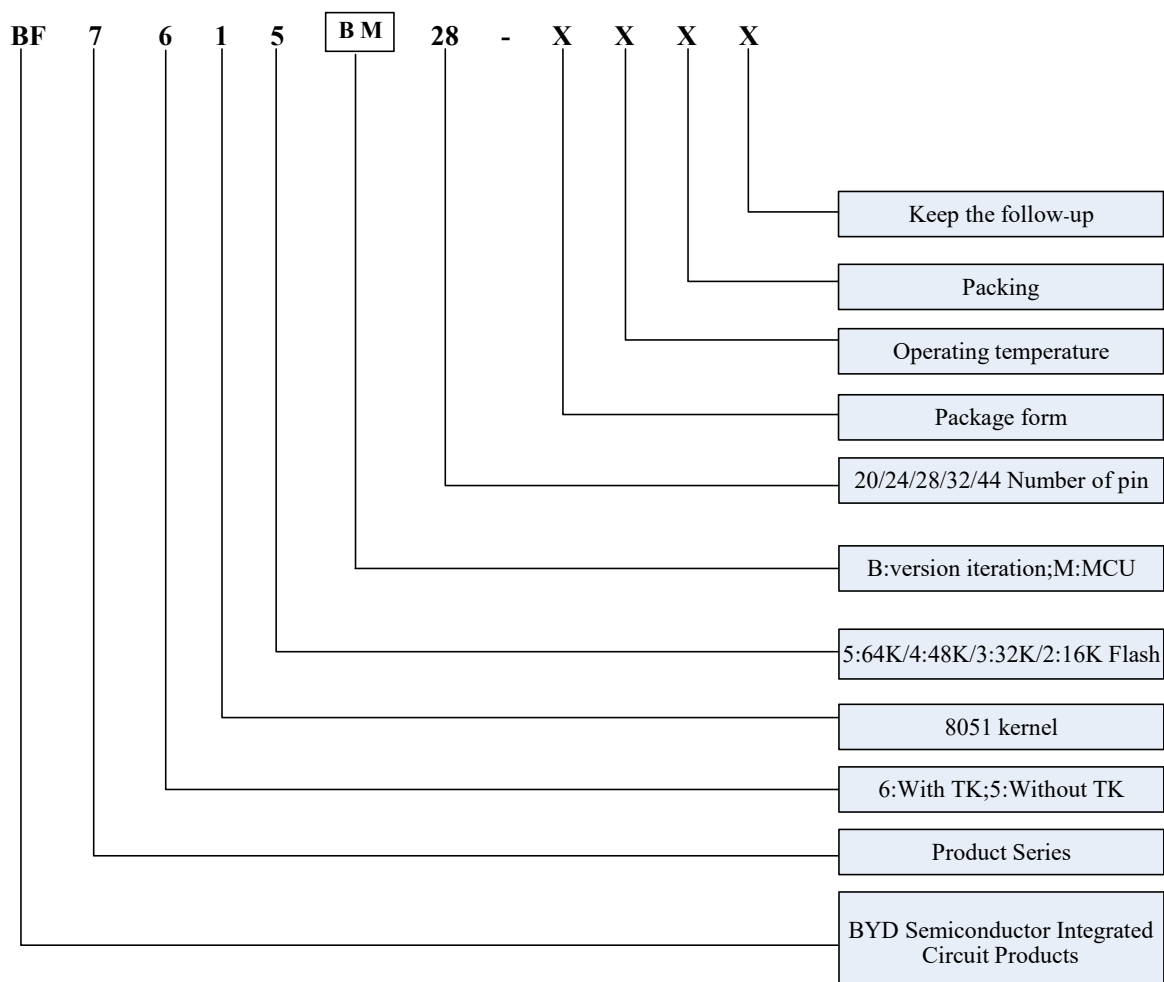 BF 7 6 1 5 B M 28 - X X X X
Keep the follow-up
Packing
Operating temperature
Package form
20/24/28/32/44 Number of pin
B:version iteration;M:MCU
5:64K/4:48K/3:32K/2:16K Flash
8051 kernel
6:With TK;5:Without TK
Product Series
BYD Semiconductor Integrated
Circuit Products